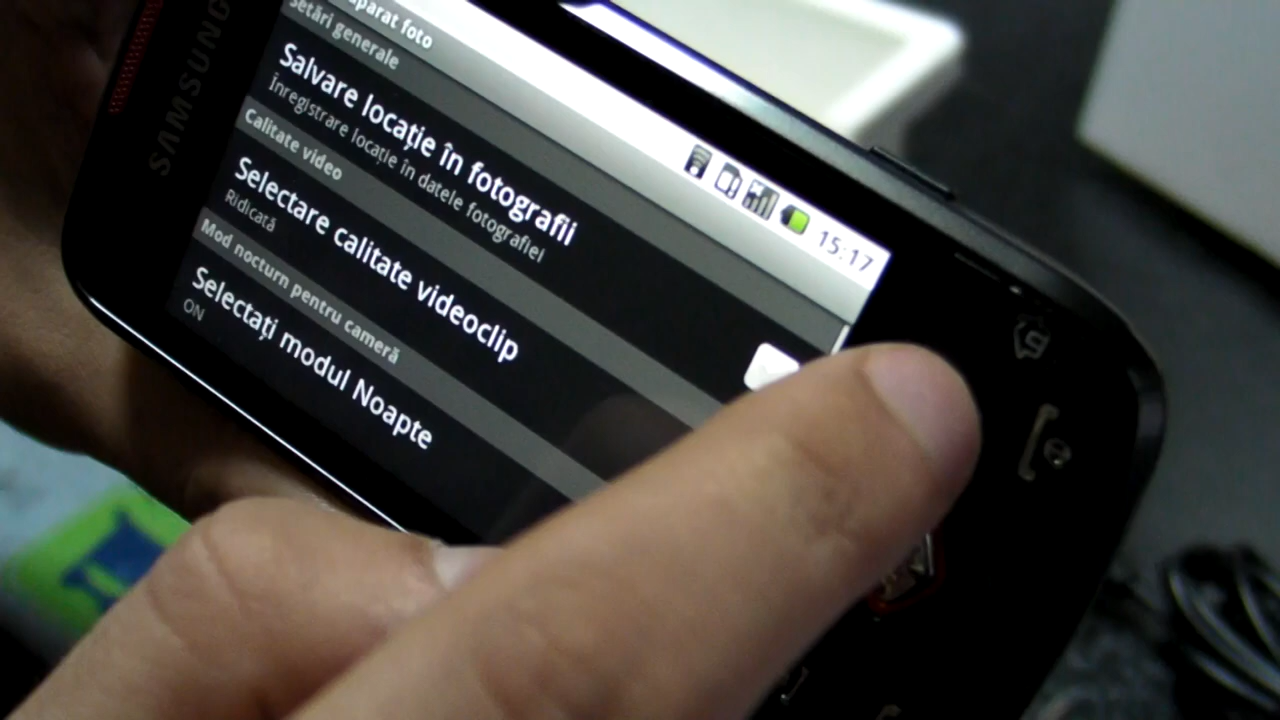 SAMSUNG
parat foto
15:17
Setări generale
Salvare locație în fotografii
Înregistrare locație în datele fotografiei
Calitate video
Selectare calitate videoclip
Ridicată
Mod nocturn pentru cameră
Selectați modul Noapte
ON